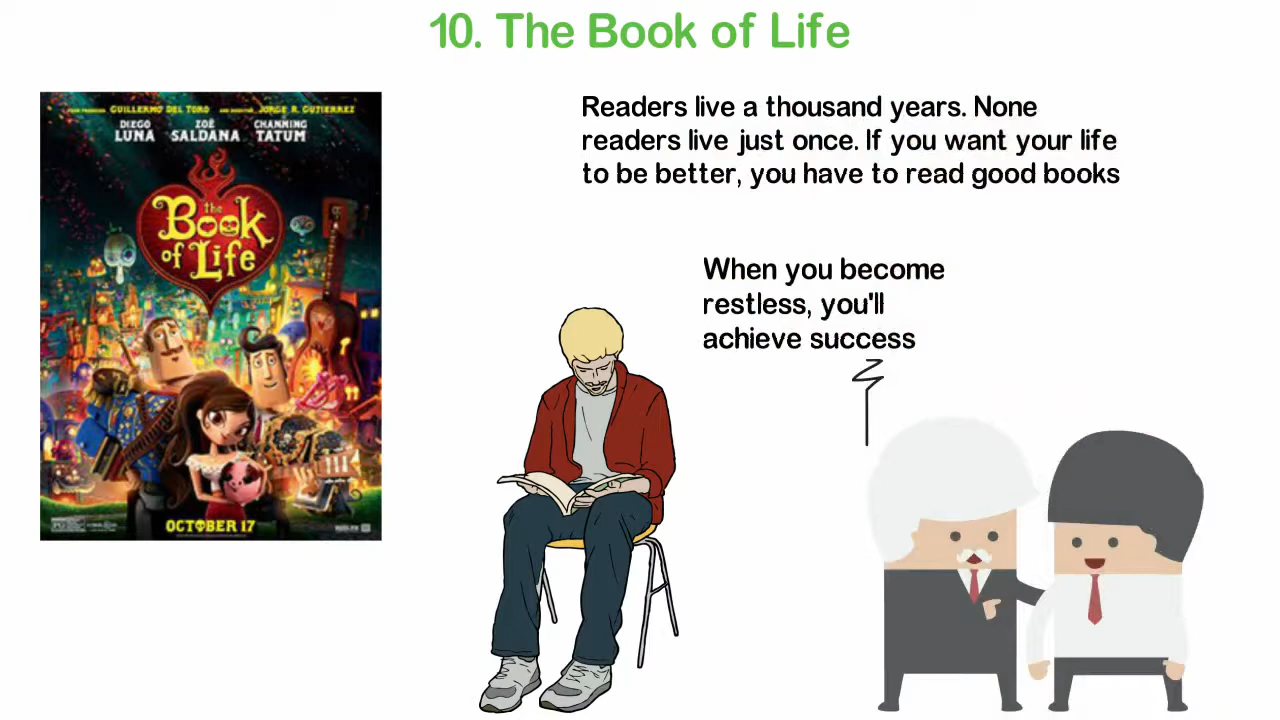 10. The Book of Life
GUILLERMO DEL TORO JORGE R. GUTIERREZ
DIEGO LUNA ZOE SALDANA CHANNING TATUM
the
Book
of Life
OCTOBER 17
Readers live a thousand years. None
readers live just once. If you want your life
to be better, you have to read good books
When you become
restless, you'll
achieve success